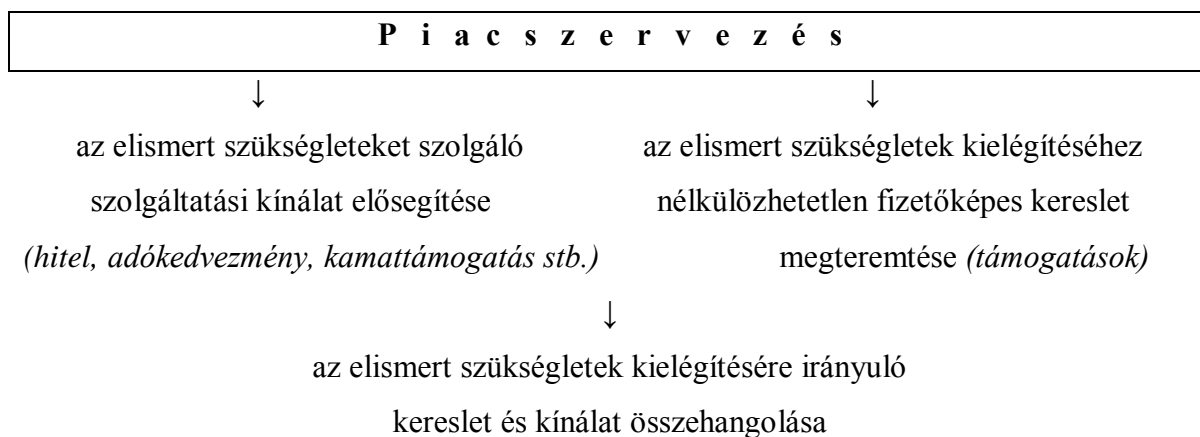 P i a c s z e r v e z é s
↓ ↓
az elismert szükségleteket szolgáló
szolgáltatási kínálat elősegítése
(hitel, adókedvezmény, kamattámogatás stb.)
az elismert szükségletek kielégítéséhez
nélkülözhetetlen fizetőképes kereslet
megteremtése (támogatások)
↓
az elismert szükségletek kielégítésére irányuló
kereslet és kínálat összehangolása